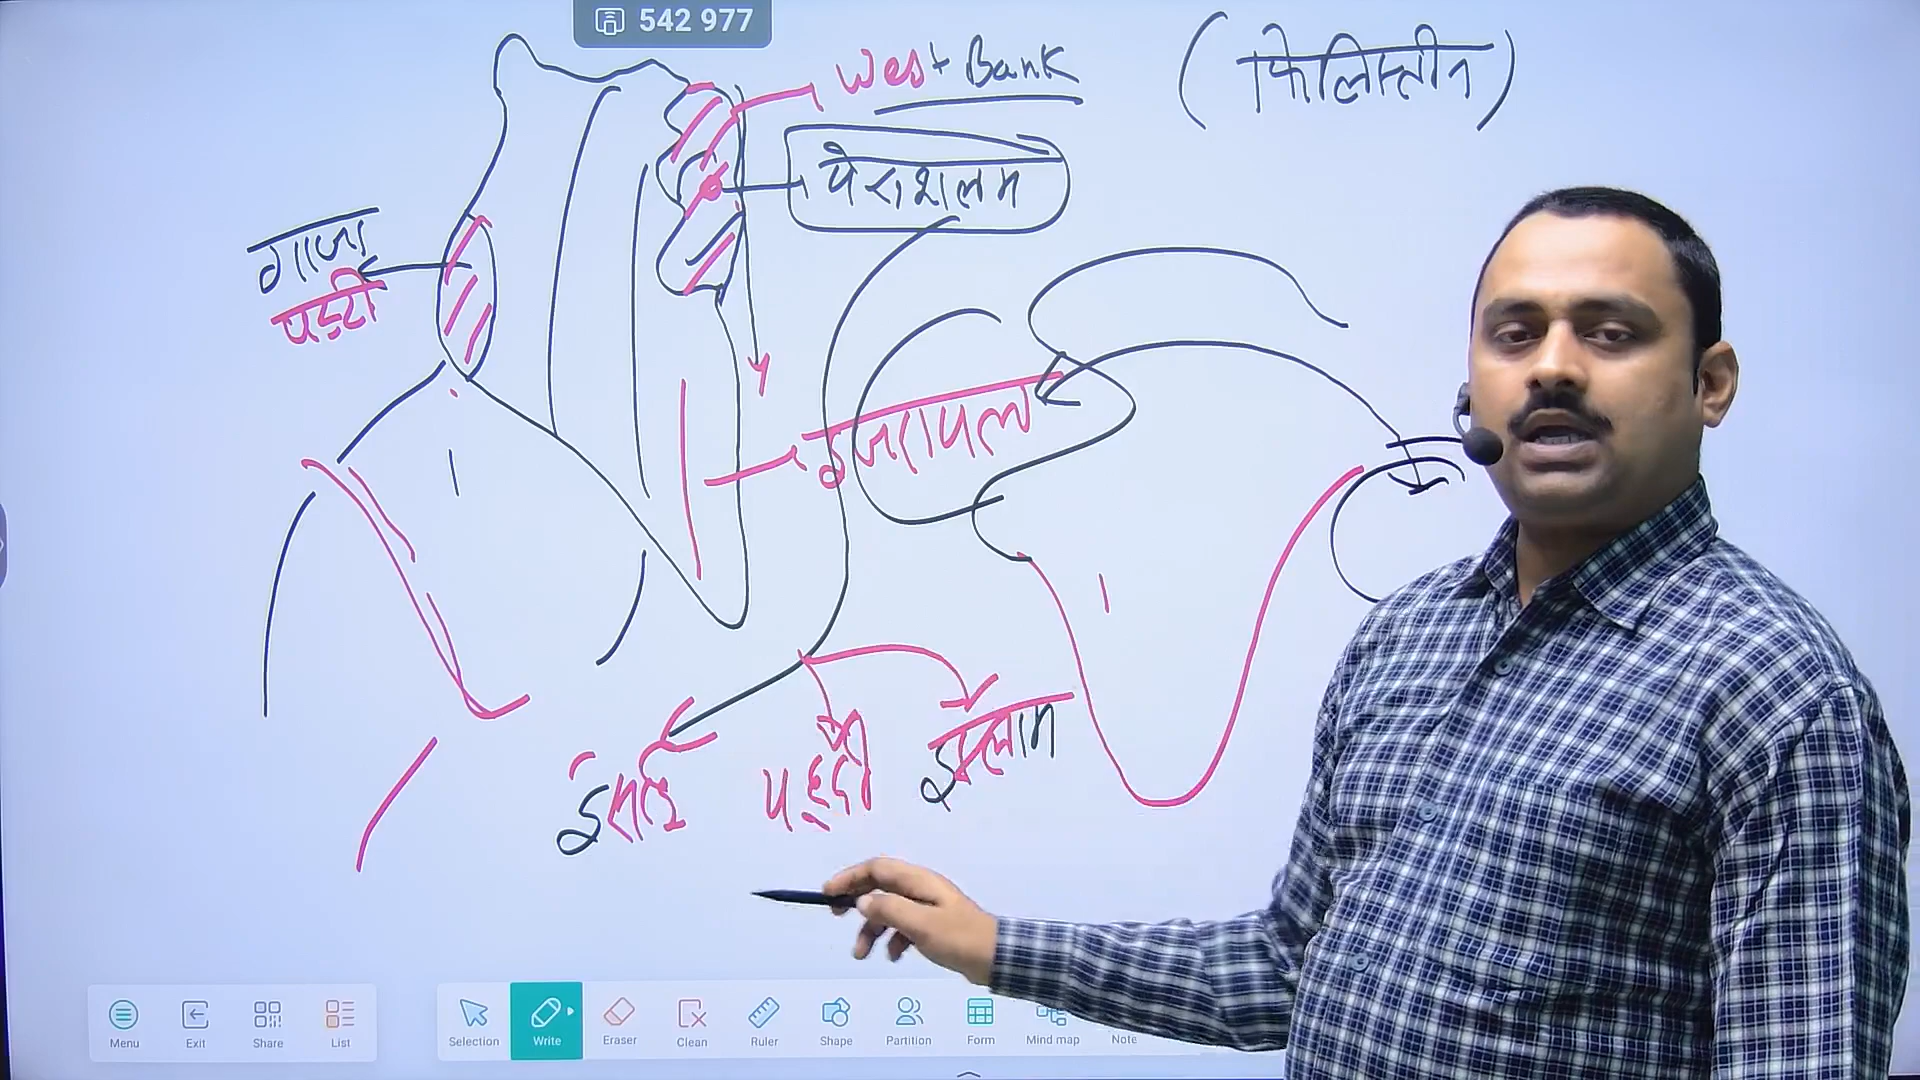 542 977
West Bank
(फिलिस्तीन)
येरुशलम
गाजा
पट्टी
इजरायल
ईसाई यहूदी इस्लाम
Menu Exit Share List Selection Write Eraser Clean Ruler Shape Partition Form Mind map Note